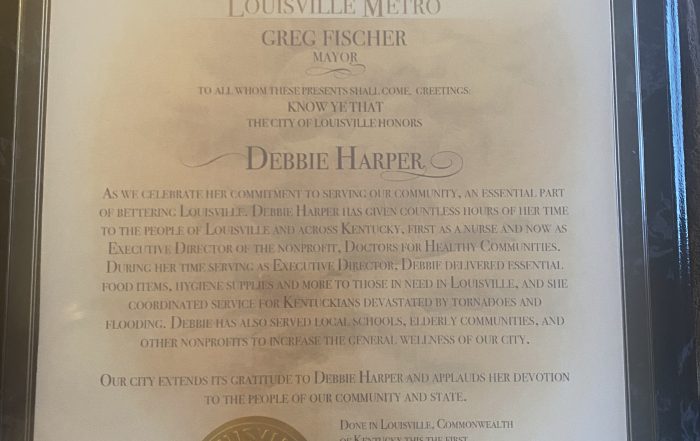 LOUISVILLE METRO
GREG FISCHER
MAYOR
TO ALL WHOM THESE PRESENTS SHALL COME, GREETINGS:
KNOW YE THAT
THE CITY OF LOUISVILLE HONORS
DEBBIE HARPER
AS WE CELEBRATE HER COMMITMENT TO SERVING OUR COMMUNITY, AN ESSENTIAL PART
OF BETTERING LOUISVILLE. DEBBIE HARPER HAS GIVEN COUNTLESS HOURS OF HER TIME
TO THE PEOPLE OF LOUISVILLE AND ACROSS KENTUCKY, FIRST AS A NURSE AND NOW AS
EXECUTIVE DIRECTOR OF THE NONPROFIT, DOCTORS FOR HEALTHY COMMUNITIES.
DURING HER TIME SERVING AS EXECUTIVE DIRECTOR, DEBBIE DELIVERED ESSENTIAL
FOOD ITEMS, HYGIENE SUPPLIES AND MORE TO THOSE IN NEED IN LOUISVILLE, AND SHE
COORDINATED SERVICE FOR KENTUCKIANS DEVASTATED BY TORNADOES AND
FLOODING. DEBBIE HAS ALSO SERVED LOCAL SCHOOLS, ELDERLY COMMUNITIES, AND
OTHER NONPROFITS TO INCREASE THE GENERAL WELLNESS OF OUR CITY.
OUR CITY EXTENDS ITS GRATITUDE TO DEBBIE HARPER AND APPLAUDS HER DEVOTION
TO THE PEOPLE OF OUR COMMUNITY AND STATE.
DONE IN LOUISVILLE, COMMONWEALTH
OF KENTUCKY THIS THE FIRST